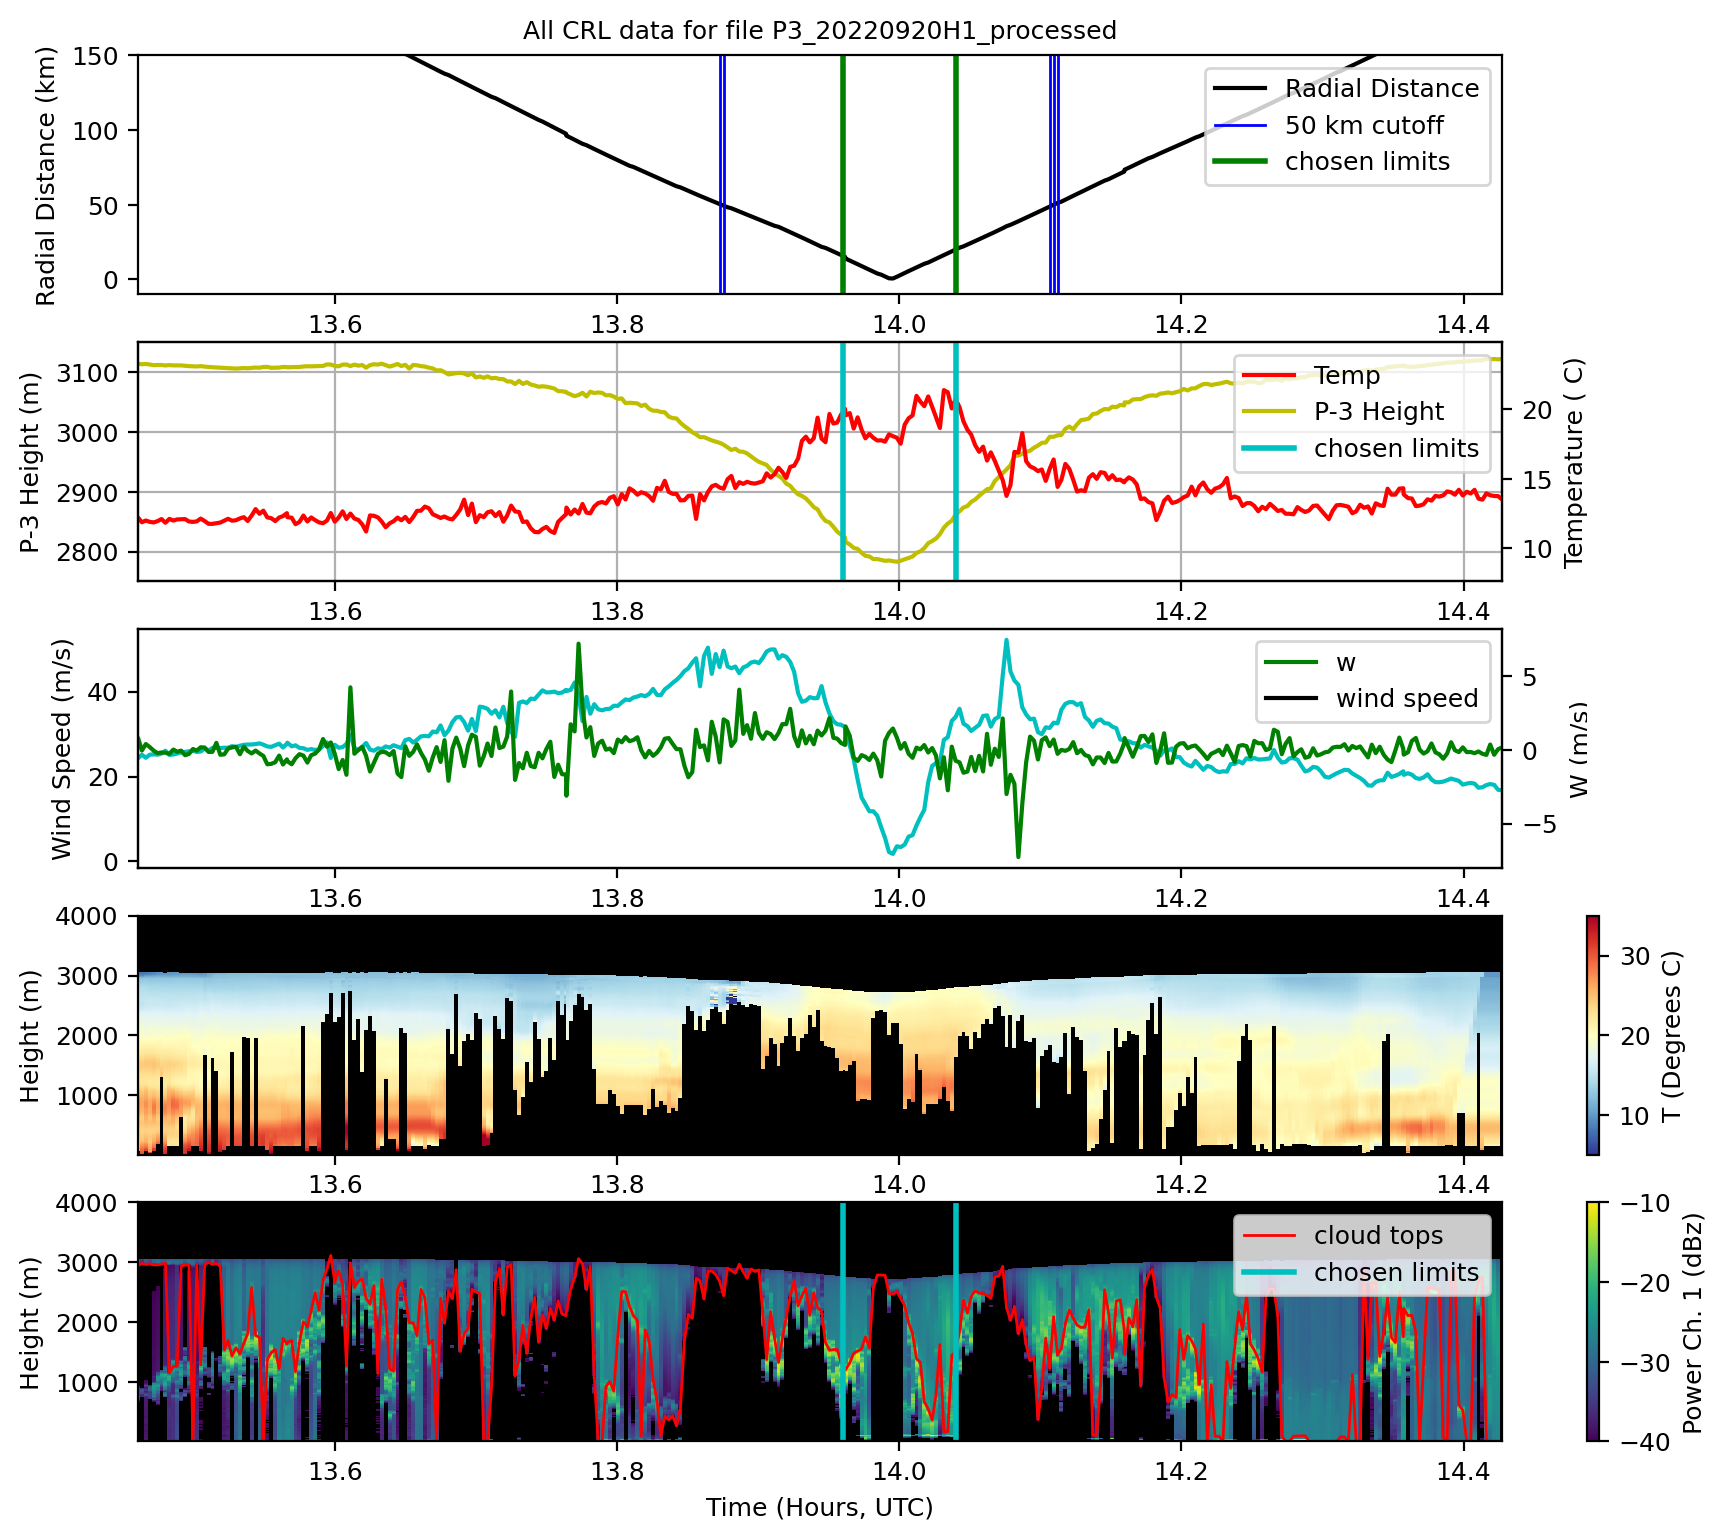 All CRL data for file P3_20220920H1_processed
Radial Distance (km)
150
100
50
0
Radial Distance
50 km cutoff
chosen limits
13.6 13.8 14.0 14.2 14.4
P-3 Height (m)
3100
3000
2900
2800
Temp
P-3 Height
chosen limits
20
15
10
Temperature ( C)
13.6 13.8 14.0 14.2 14.4
Wind Speed (m/s)
40
20
0
w
wind speed
5
0
−5
W (m/s)
13.6 13.8 14.0 14.2 14.4
Height (m)
4000
3000
2000
1000
30
20
10
T (Degrees C)
13.6 13.8 14.0 14.2 14.4
Height (m)
4000
3000
2000
1000
cloud tops
chosen limits
−10
−20
−30
−40
Power Ch. 1 (dBz)
13.6 13.8 14.0 14.2 14.4
Time (Hours, UTC)